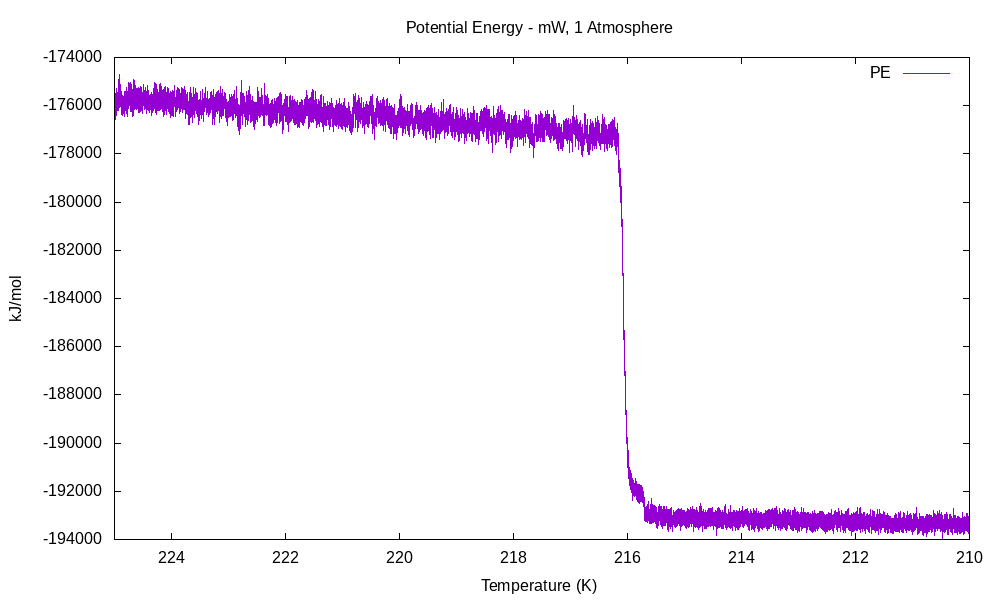 Potential Energy - mW, 1 Atmosphere
PE
-174000
-176000
-178000
-180000
-182000
-184000
-186000
-188000
-190000
-192000
-194000
kJ/mol
224 222 220 218 216 214 212 210
Temperature (K)